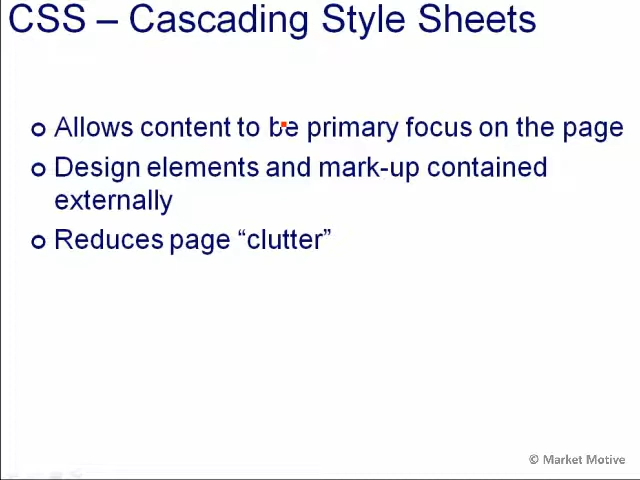 CSS – Cascading Style Sheets
Allows content to be primary focus on the page
Design elements and mark-up contained
externally
Reduces page “clutter”
© Market Motive